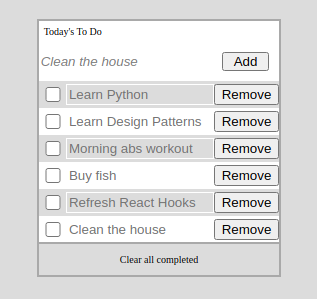 Today's To Do
Clean the house Add
Learn Python Remove
Learn Design Patterns Remove
Morning abs workout Remove
Buy fish Remove
Refresh React Hooks Remove
Clean the house Remove
Clear all completed